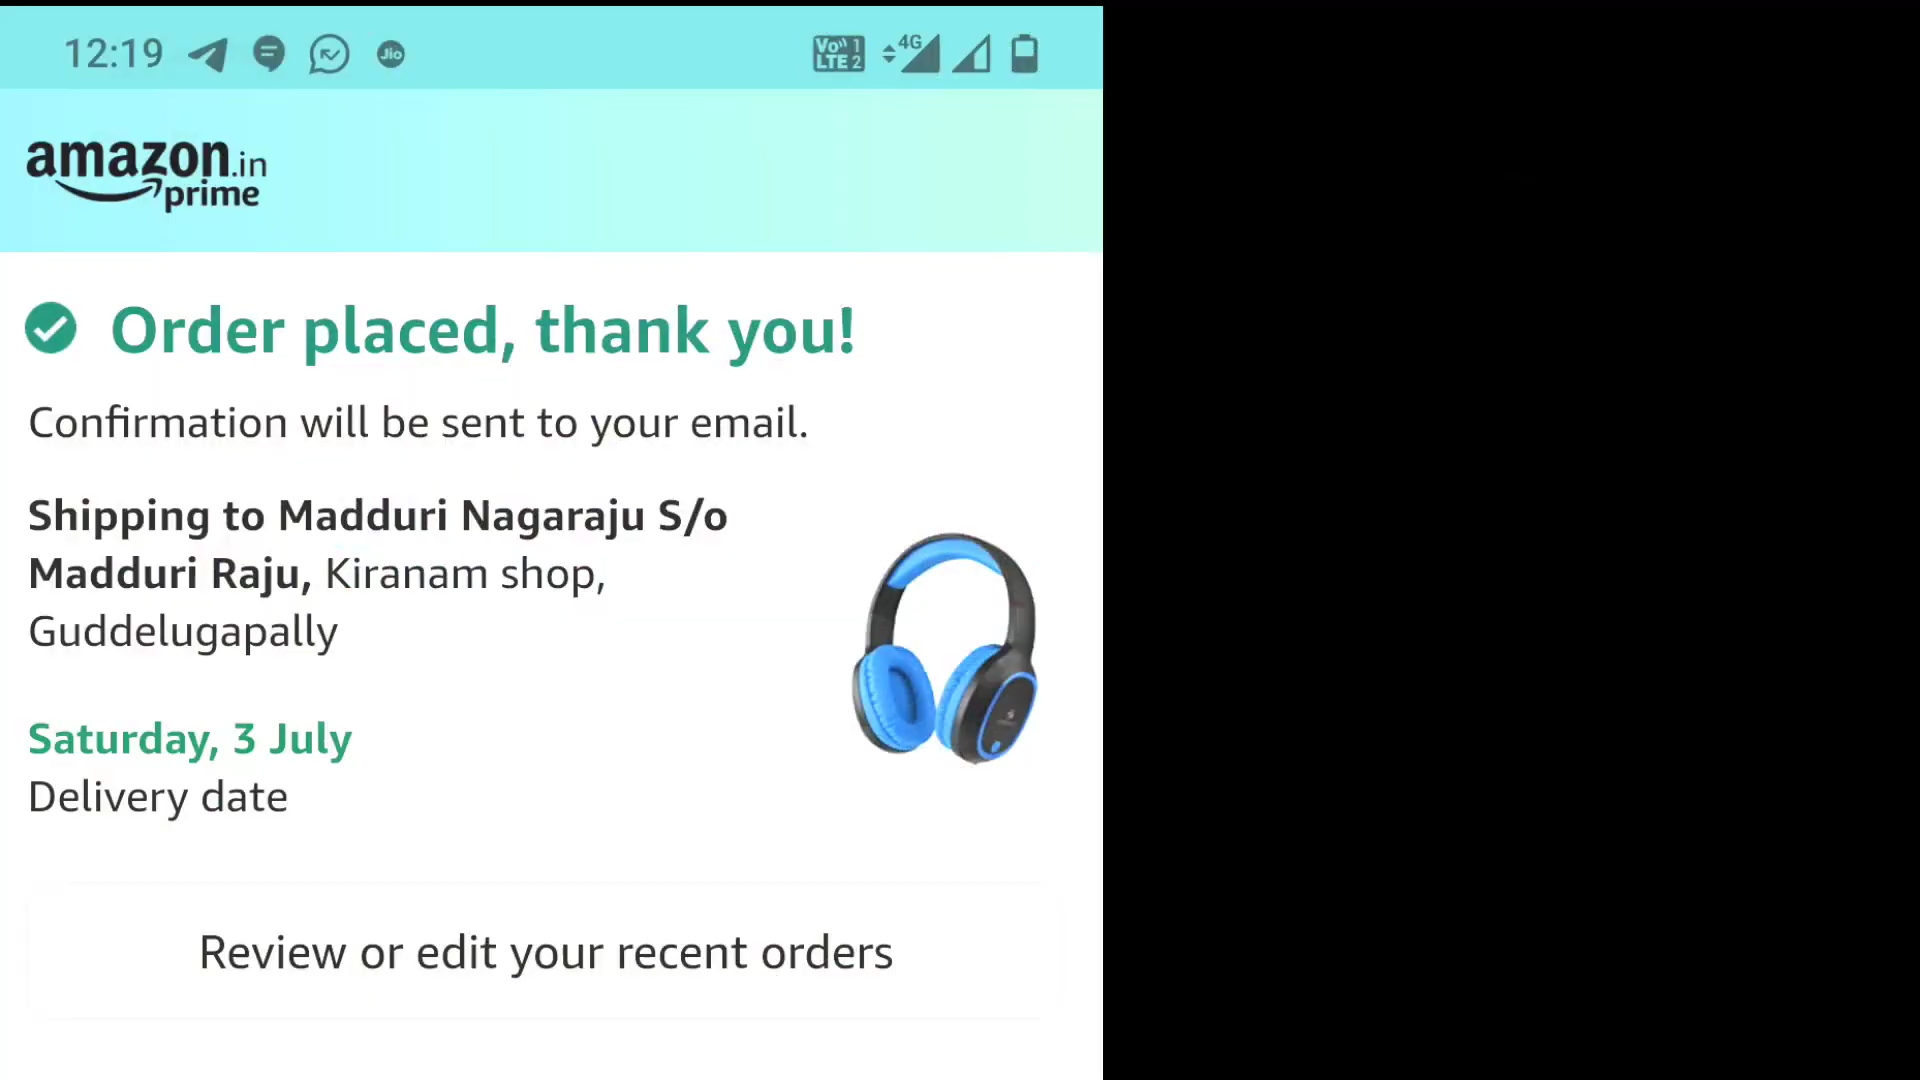 12:19 Jio Vo)) 1 LTE 2 4G
amazon.in
prime
Order placed, thank you!
Confirmation will be sent to your email.
Shipping to Madduri Nagaraju S/o
Madduri Raju, Kiranam shop,
Guddelugapally
Saturday, 3 July
Delivery date
Review or edit your recent orders